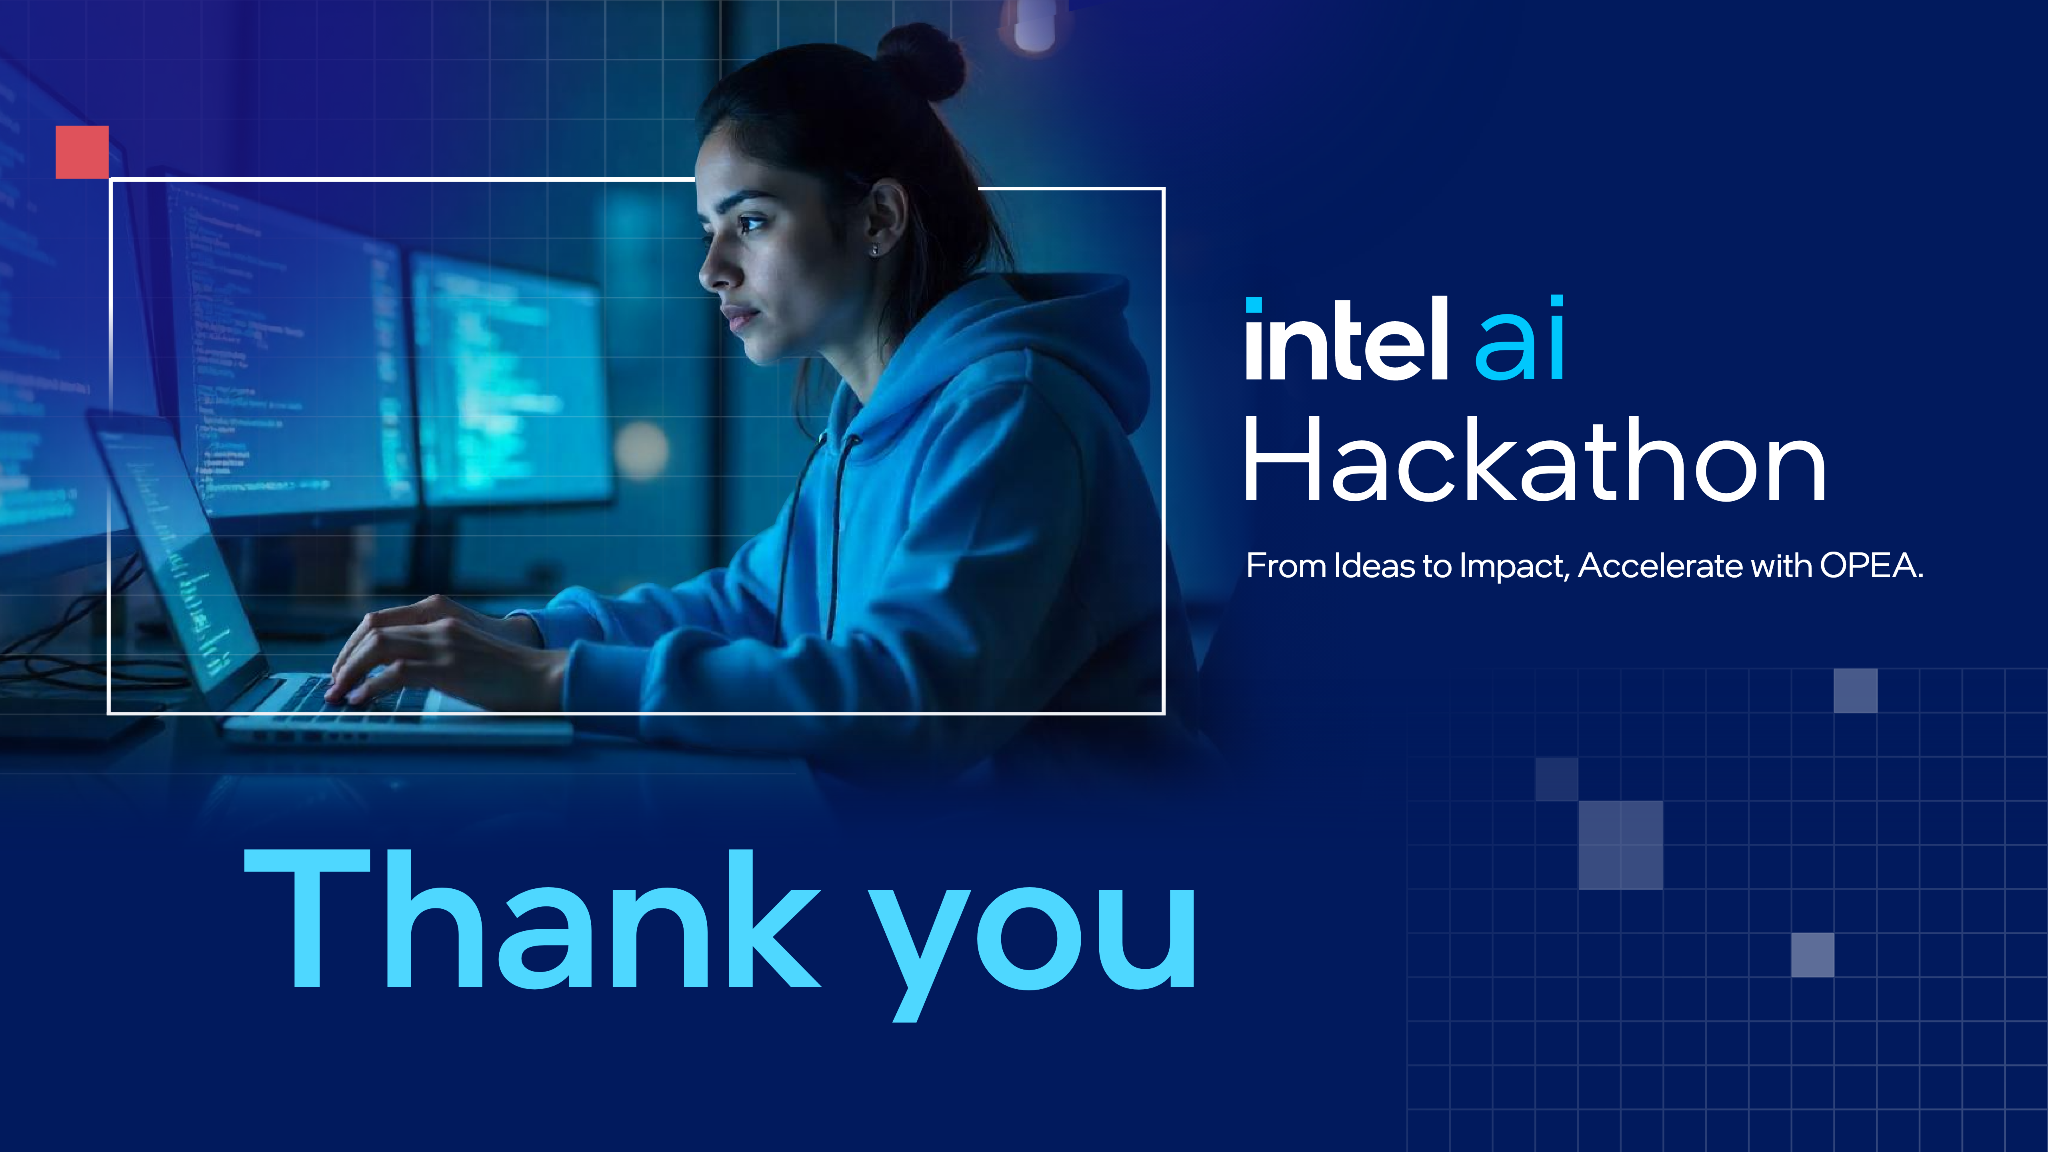 intel ai
Hackathon
From Ideas to Impact, Accelerate with OPEA.
Thank you